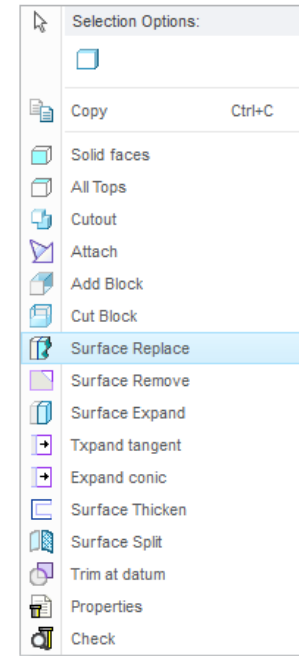 Selection Options:
Copy Ctrl+C
Solid faces
All Tops
Cutout
Attach
Add Block
Cut Block
Surface Replace
Surface Remove
Surface Expand
Txpand tangent
Expand conic
Surface Thicken
Surface Split
Trim at datum
Properties
Check